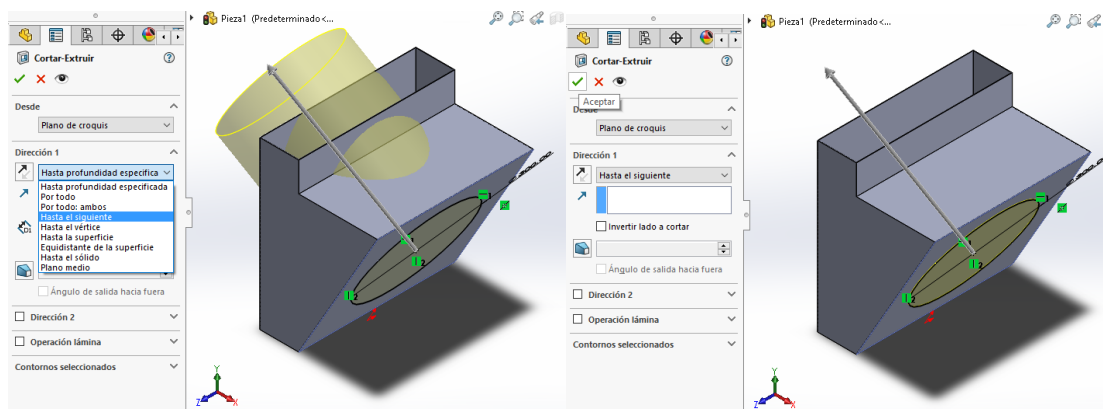 Pieza1 (Predeterminado<...
Cortar-Extruir
Desde
Plano de croquis
Dirección 1
Hasta profundidad especifica
Hasta profundidad especificada
Por todo
Por todo: ambos
Hasta el siguiente
Hasta el vértice
Hasta la superficie
Equidistante de la superficie
Hasta el sólido
Plano medio
Ángulo de salida hacia fuera
Dirección 2
Operación lámina
Contornos seleccionados
Y
Z
X
Pieza1 (Predeterminado<...
Cortar-Extruir
Aceptar
Desde
Plano de croquis
Dirección 1
Hasta el siguiente
Invertir lado a cortar
Ángulo de salida hacia fuera
Dirección 2
Operación lámina
Contornos seleccionados
Y
Z
X